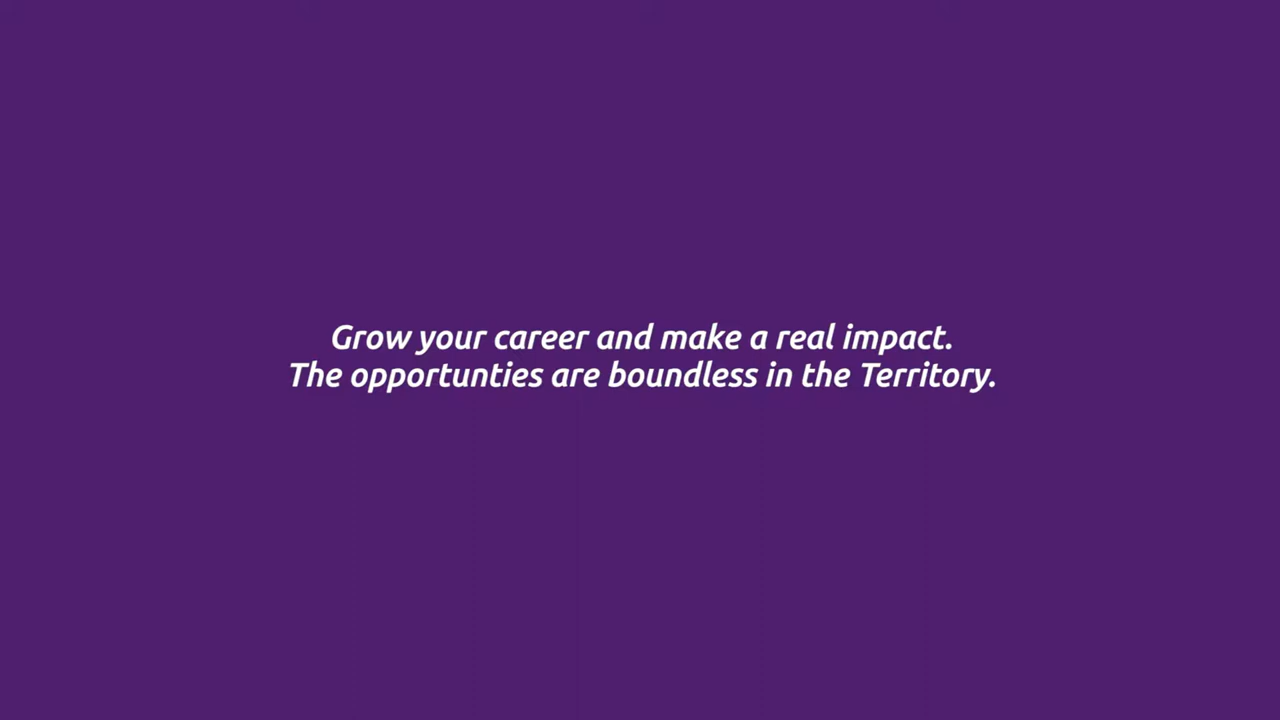 Grow your career and make a real impact.
The opportunties are boundless in the Territory.